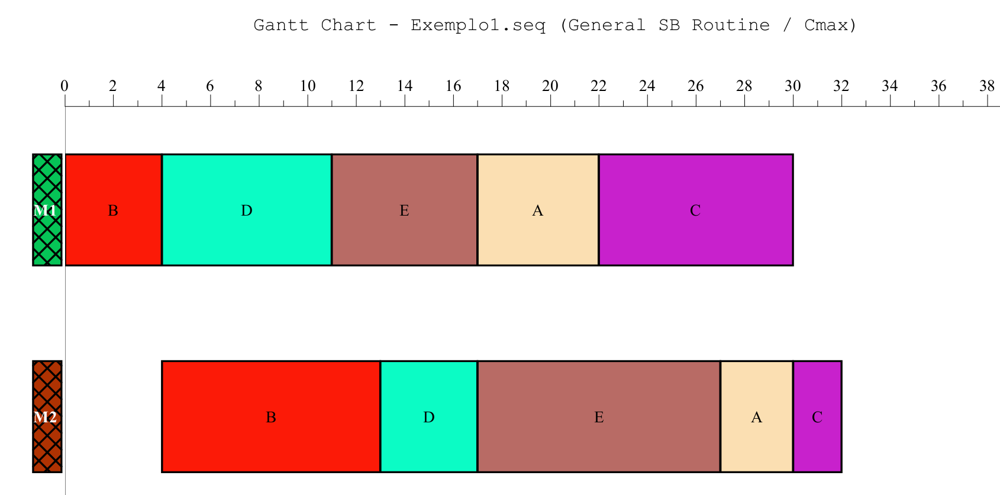 Gantt Chart - Exemplo1.seq (General SB Routine / Cmax)
0 2 4 6 8 10 12 14 16 18 20 22 24 26 28 30 32 34 36 38
M1 B D E A C
M2 B D E A C